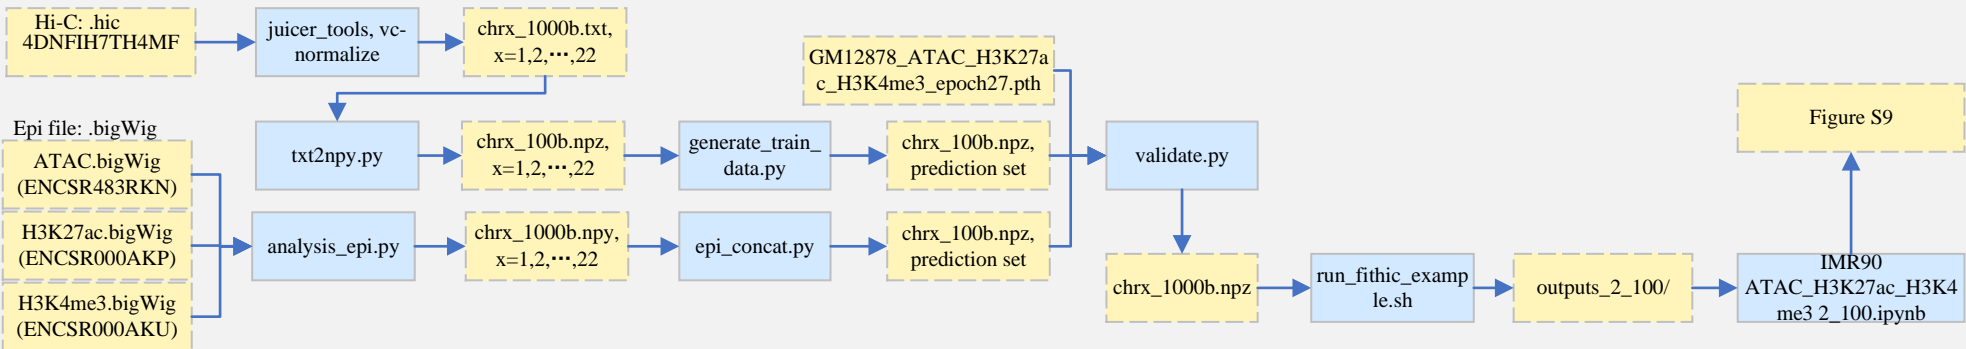 Hi-C: .hic
4DNFIH7TH4MF
juicer_tools, vc-
normalize
chrx_1000b.txt,
x=1,2,⋯,22
GM12878_ATAC_H3K27a
c_H3K4me3_epoch27.pth
Epi file: .bigWig
ATAC.bigWig
(ENCSR483RKN)
H3K27ac.bigWig
(ENCSR000AKP)
H3K4me3.bigWig
(ENCSR000AKU)
txt2npy.py
chrx_100b.npz,
x=1,2,⋯,22
generate_train_
data.py
chrx_100b.npz,
prediction set
validate.py
analysis_epi.py
chrx_1000b.npy,
x=1,2,⋯,22
epi_concat.py
chrx_100b.npz,
prediction set
chrx_1000b.npz
run_fithic_examp
le.sh
outputs_2_100/
IMR90
ATAC_H3K27ac_H3K4
me3 2_100.ipynb
Figure S9